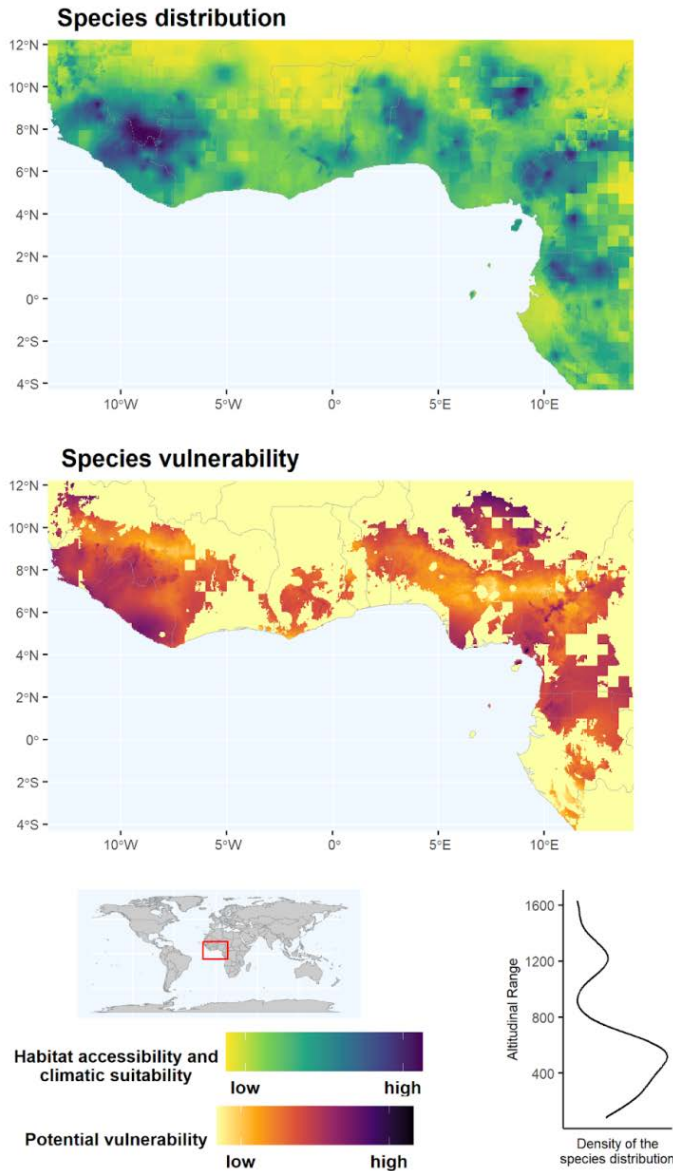 Species distribution
12°N
10°N
8°N
6°N
4°N
2°N
0°
2°S
4°S
10°W
5°W
0°
5°E
10°E
Species vulnerability
12°N
10°N
8°N
6°N
4°N
2°N
0°
2°S
4°S
10°W
5°W
0°
5°E
10°E
Habitat accessibility and
climatic suitability
low
high
Potential vulnerability
low
high
1600
1200
800
400
Altitudinal Range
Density of the
species distribution